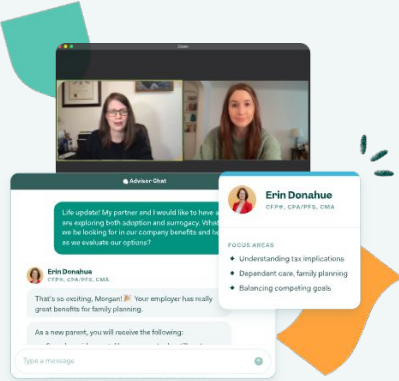 Zoom
Adviser Chat
Life update! My partner and I would like to have a
are exploring both adoption and surrogacy. What
we be looking for in our company benefits and he
as we evaluate our options?
Erin Donahue
CFP®, CPA/PFS, CMA
That's so exciting, Morgan! 🎉 Your employer has really
great benefits for family planning.
As a new parent, you will receive the following:
Type a message
Erin Donahue
CFP®, CPA/PFS, CMA
FOCUS AREAS
Understanding tax implications
Dependant care, family planning
Balancing competing goals